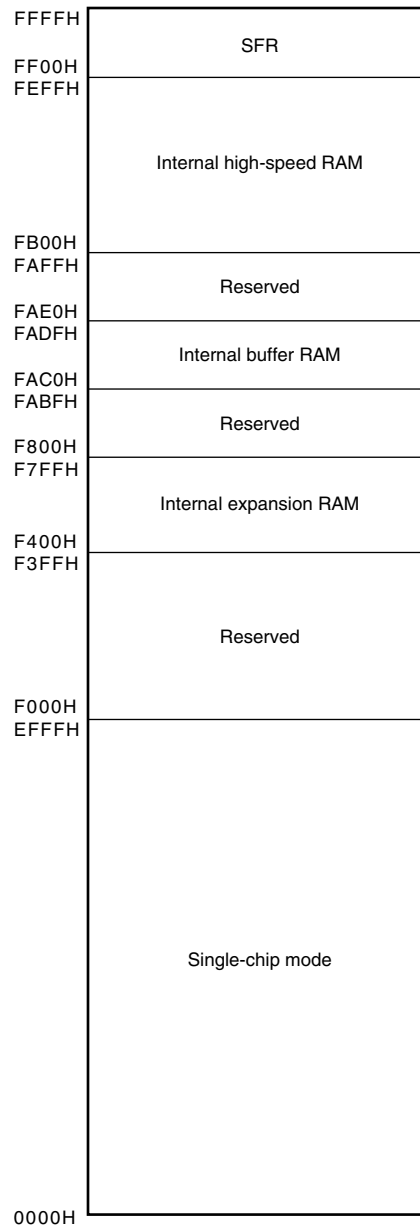 FFFFH
SFR
FF00H
FEFFH
Internal high-speed RAM
FB00H
FAFFH
Reserved
FAE0H
FADFH
Internal buffer RAM
FAC0H
FABFH
Reserved
F800H
F7FFH
Internal expansion RAM
F400H
F3FFH
Reserved
F000H
EFFFH
Single-chip mode
0000H